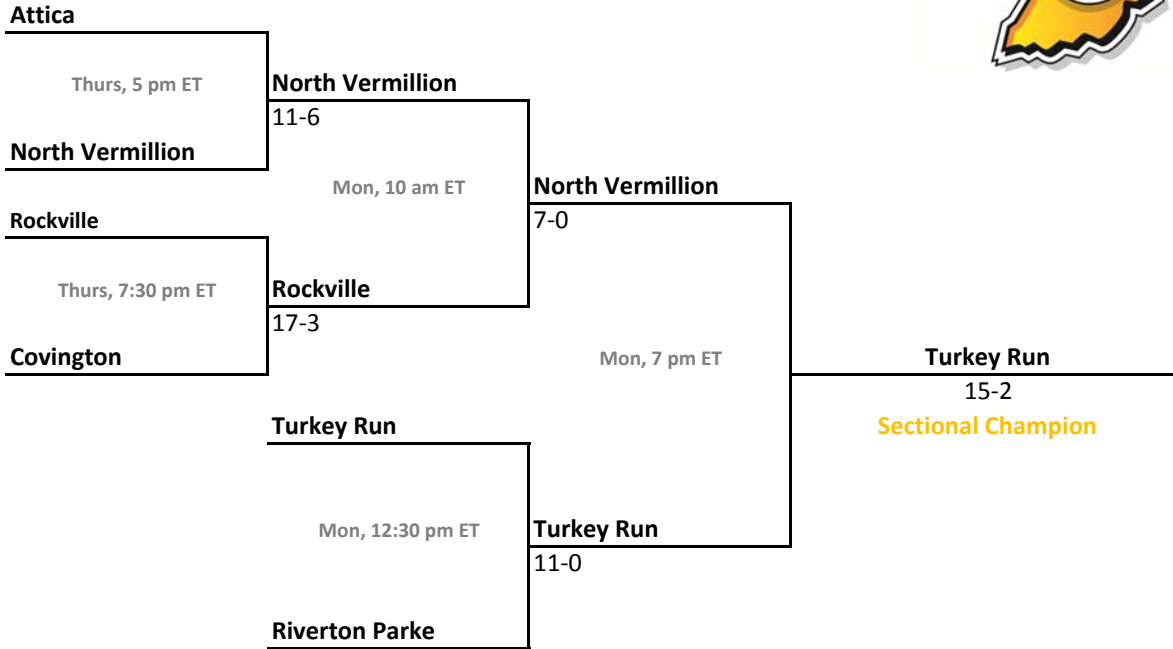 Attica
Thurs, 5 pm ET
North Vermillion
11-6
North Vermillion
Mon, 10 am ET
North Vermillion
7-0
Rockville
Thurs, 7:30 pm ET
Rockville
17-3
Covington
Mon, 7 pm ET
Turkey Run
15-2
Sectional Champion
Turkey Run
Mon, 12:30 pm ET
Turkey Run
11-0
Riverton Parke